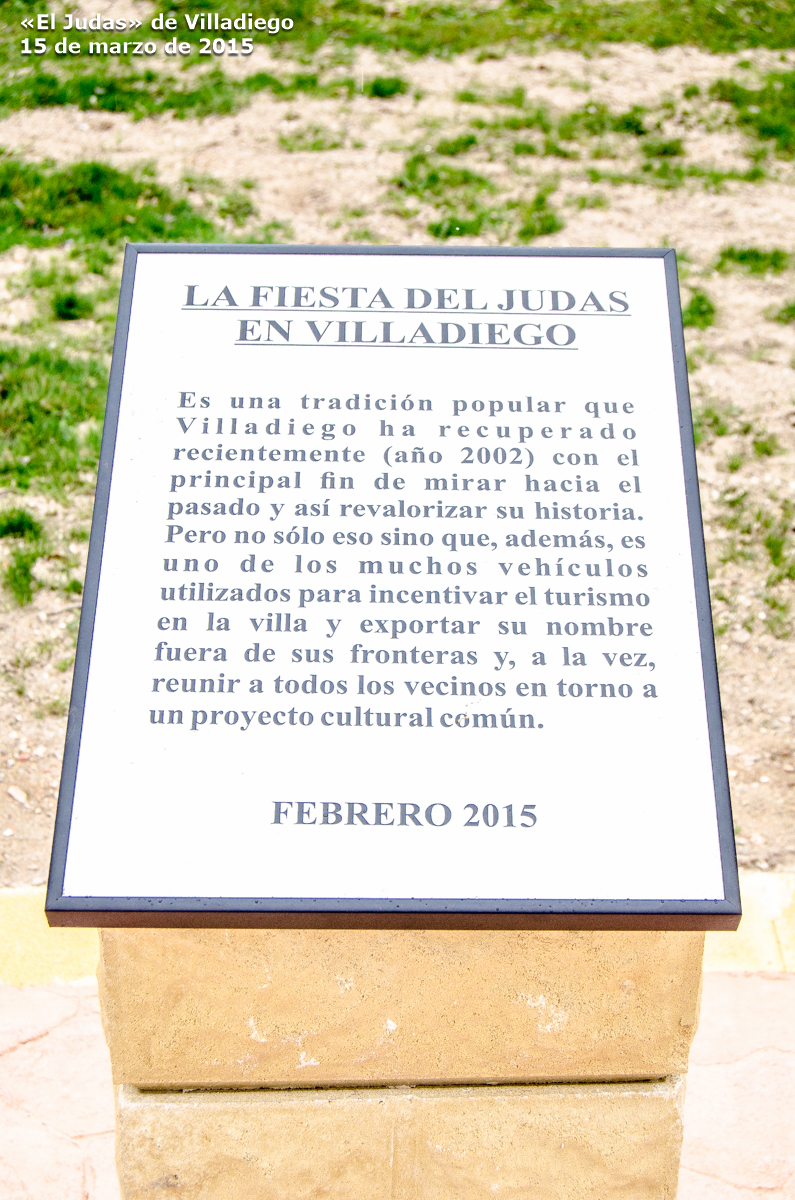 «El Judas» de Villadiego
15 de marzo de 2015
LA FIESTA DEL JUDAS
EN VILLADIEGO
Es una tradición popular que
Villadiego ha recuperado
recientemente (año 2002) con el
principal fin de mirar hacia el
pasado y así revalorizar su historia.
Pero no sólo eso sino que, además, es
uno de los muchos vehículos
utilizados para incentivar el turismo
en la villa y exportar su nombre
fuera de sus fronteras y, a la vez,
reunir a todos los vecinos en torno a
un proyecto cultural común.
FEBRERO 2015